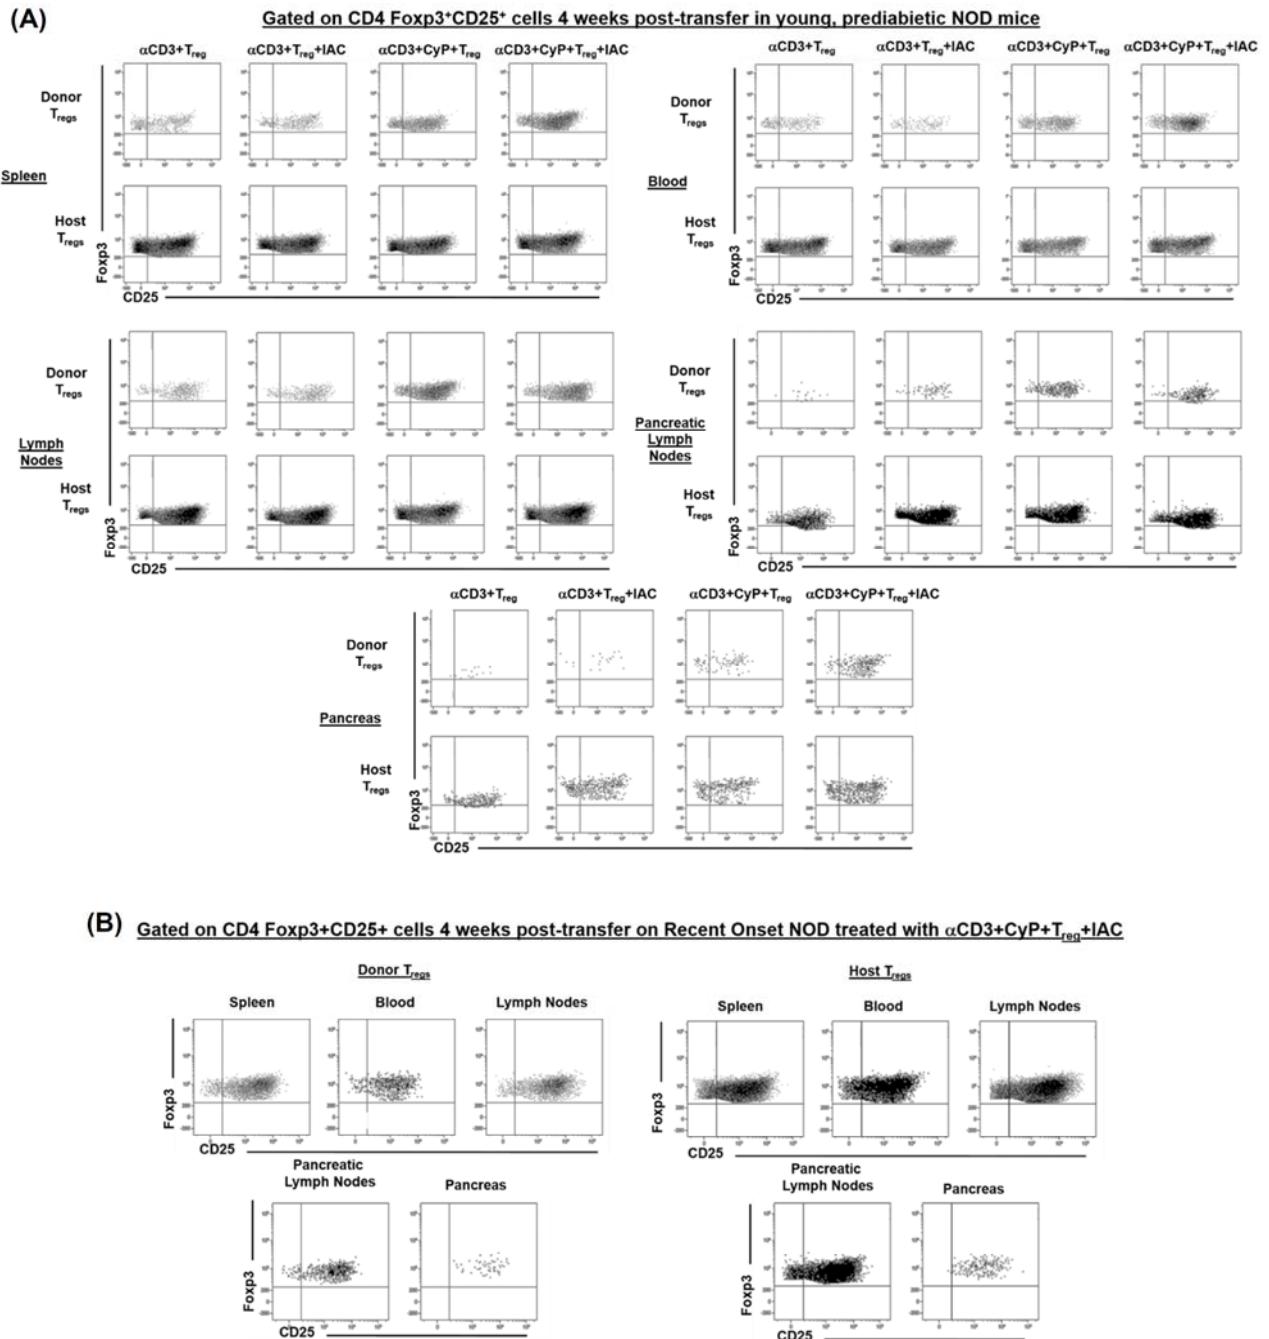 (A)
Gated on CD4 Foxp3⁺CD25⁺ cells 4 weeks post-transfer in young, prediabietic NOD mice
αCD3+Treg αCD3+Treg+IAC αCD3+CyP+Treg αCD3+CyP+Treg+IAC
αCD3+Treg αCD3+Treg+IAC αCD3+CyP+Treg αCD3+CyP+Treg+IAC
Donor
Tregs
Donor
Tregs
Spleen
Blood
Host
Tregs
Host
Tregs
Foxp3
Foxp3
CD25
CD25
Donor
Tregs
Donor
Tregs
Lymph
Nodes
Pancreatic
Lymph
Nodes
Host
Tregs
Host
Tregs
Foxp3
Foxp3
CD25
CD25
αCD3+Treg αCD3+Treg+IAC αCD3+CyP+Treg αCD3+CyP+Treg+IAC
Donor
Tregs
Pancreas
Host
Tregs
Foxp3
CD25
(B)
Gated on CD4 Foxp3+CD25+ cells 4 weeks post-transfer on Recent Onset NOD treated with αCD3+CyP+Treg+IAC
Donor Tregs
Host Tregs
Spleen Blood Lymph Nodes
Spleen Blood Lymph Nodes
Foxp3
Foxp3
CD25
CD25
Pancreatic
Lymph Nodes
Pancreas
Pancreatic
Lymph Nodes
Pancreas
Foxp3
Foxp3
CD25
CD25